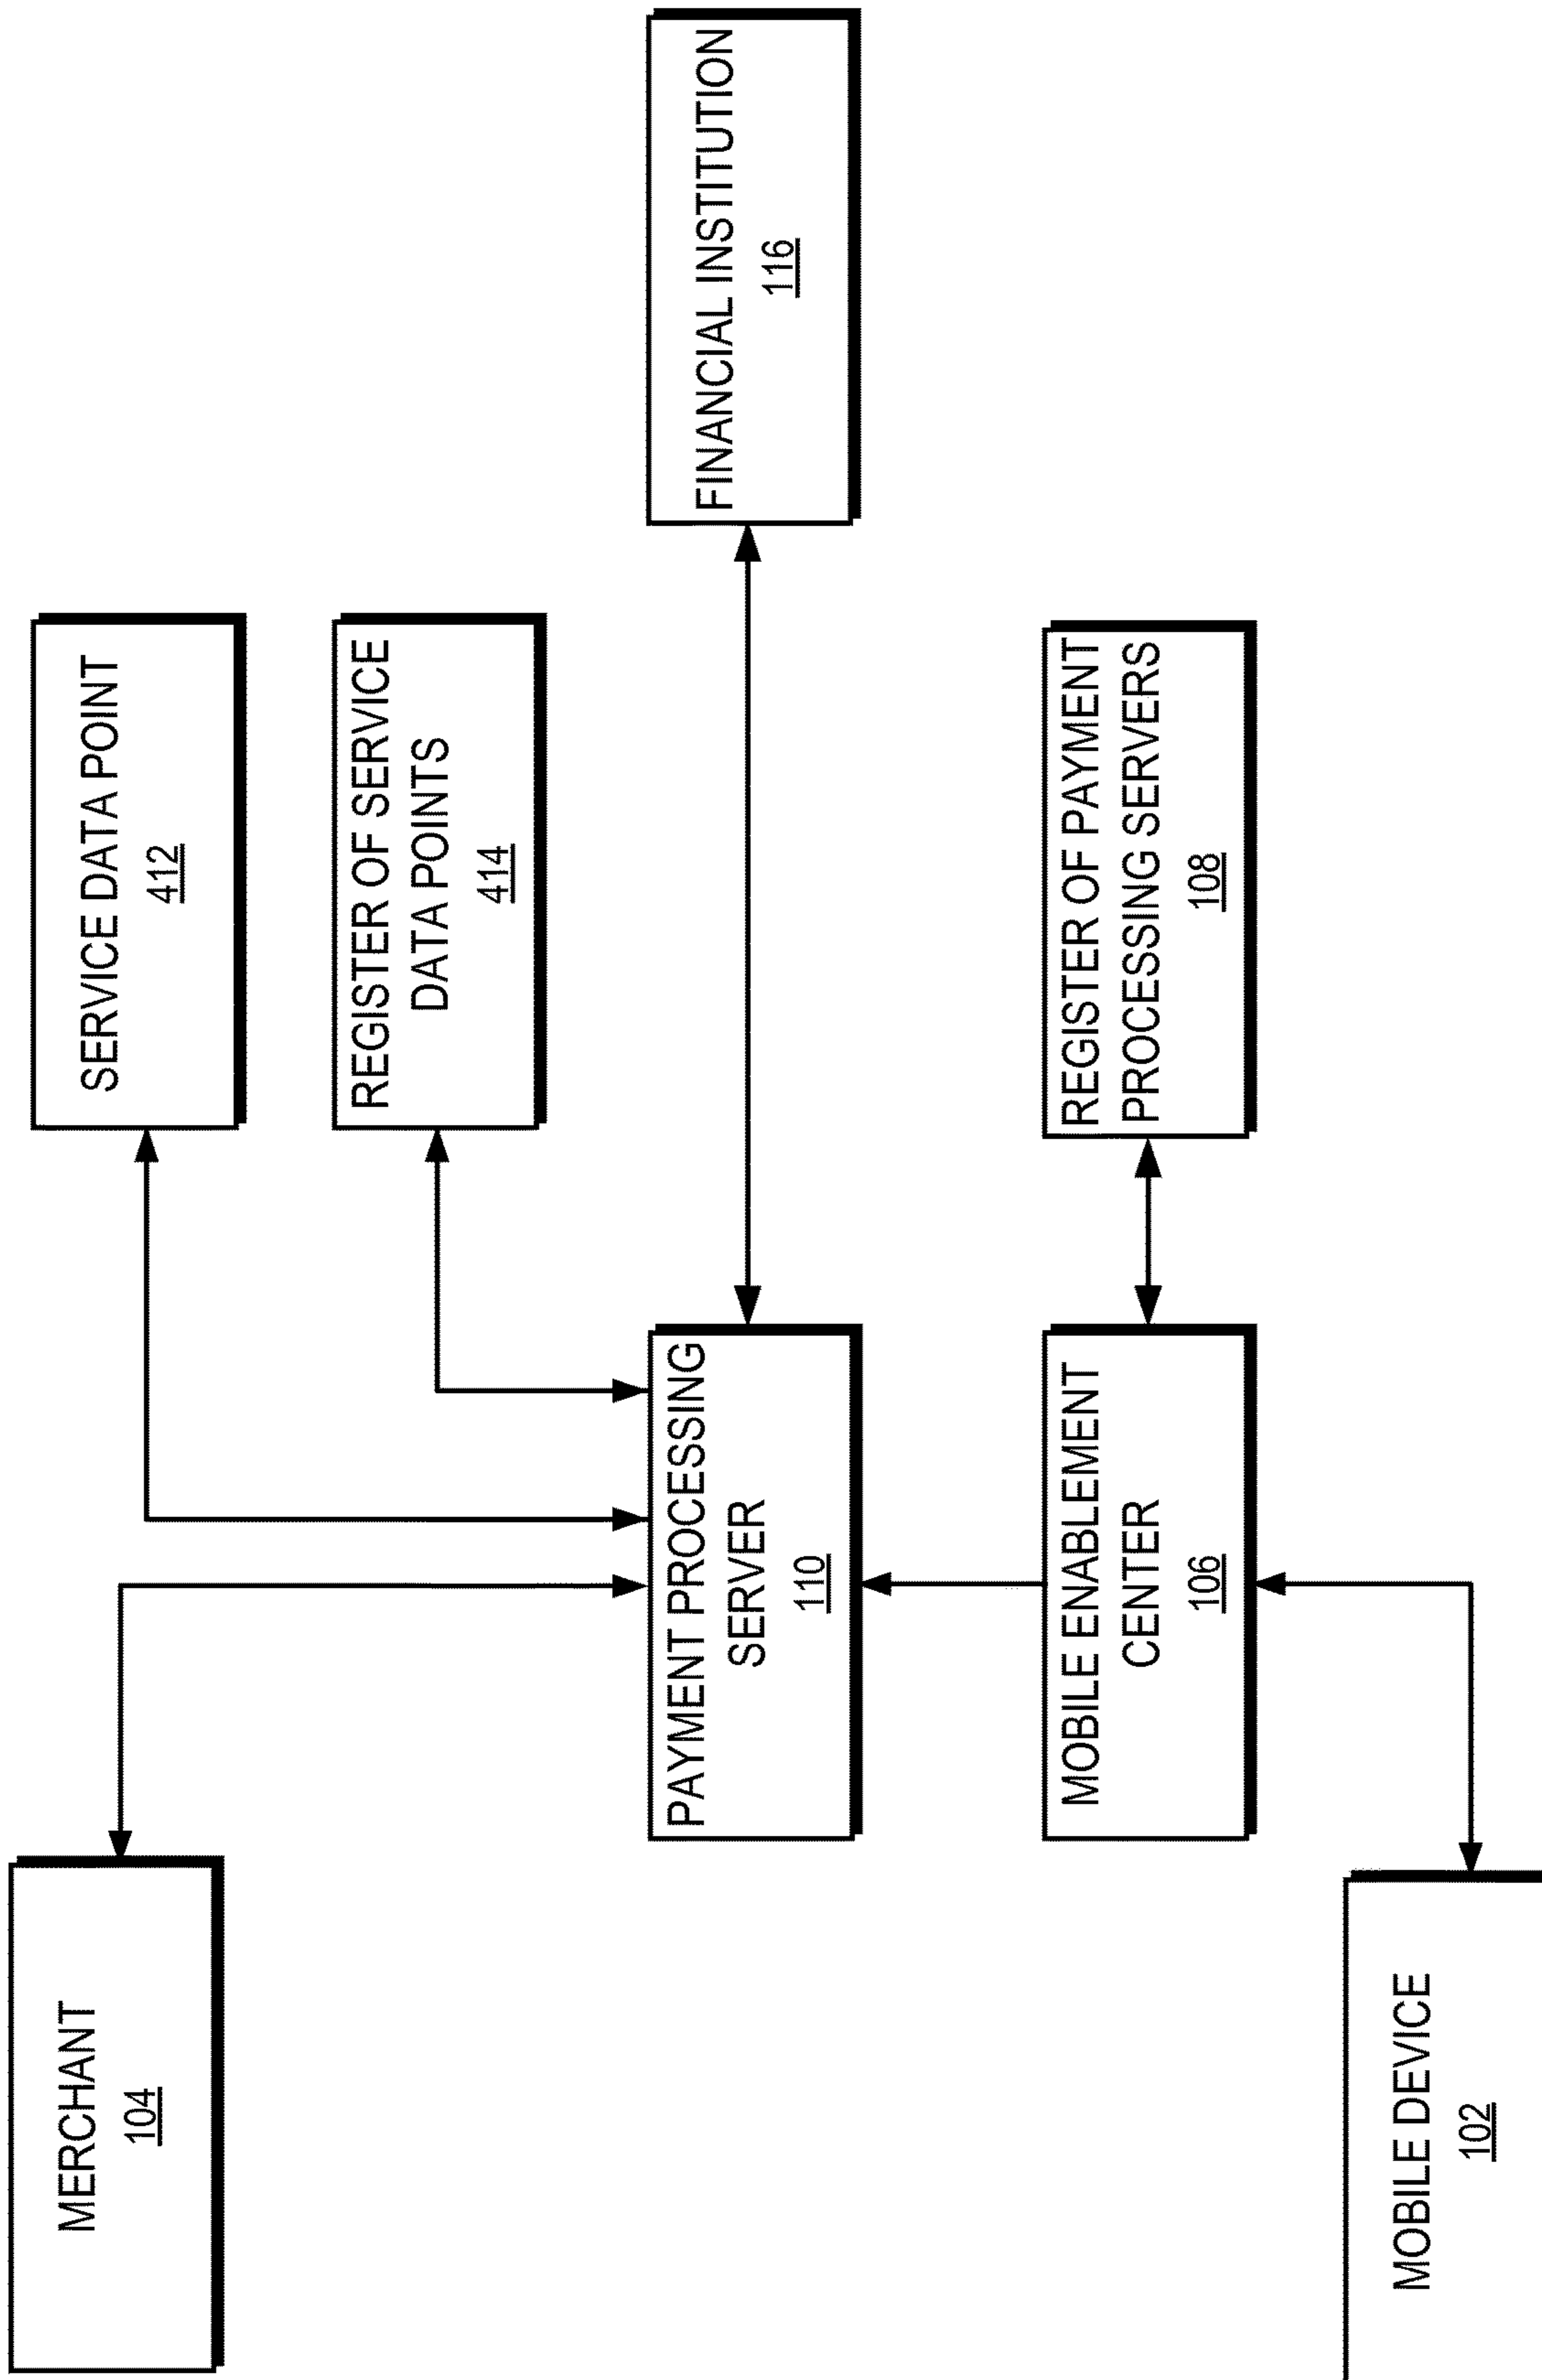 MERCHANT
104
SERVICE DATA POINT
412
REGISTER OF SERVICE
DATA POINTS
414
PAYMENT PROCESSING
SERVER
110
FINANCIAL INSTITUTION
116
MOBILE ENABLEMENT
CENTER
106
REGISTER OF PAYMENT
PROCESSING SERVERS
108
MOBILE DEVICE
102